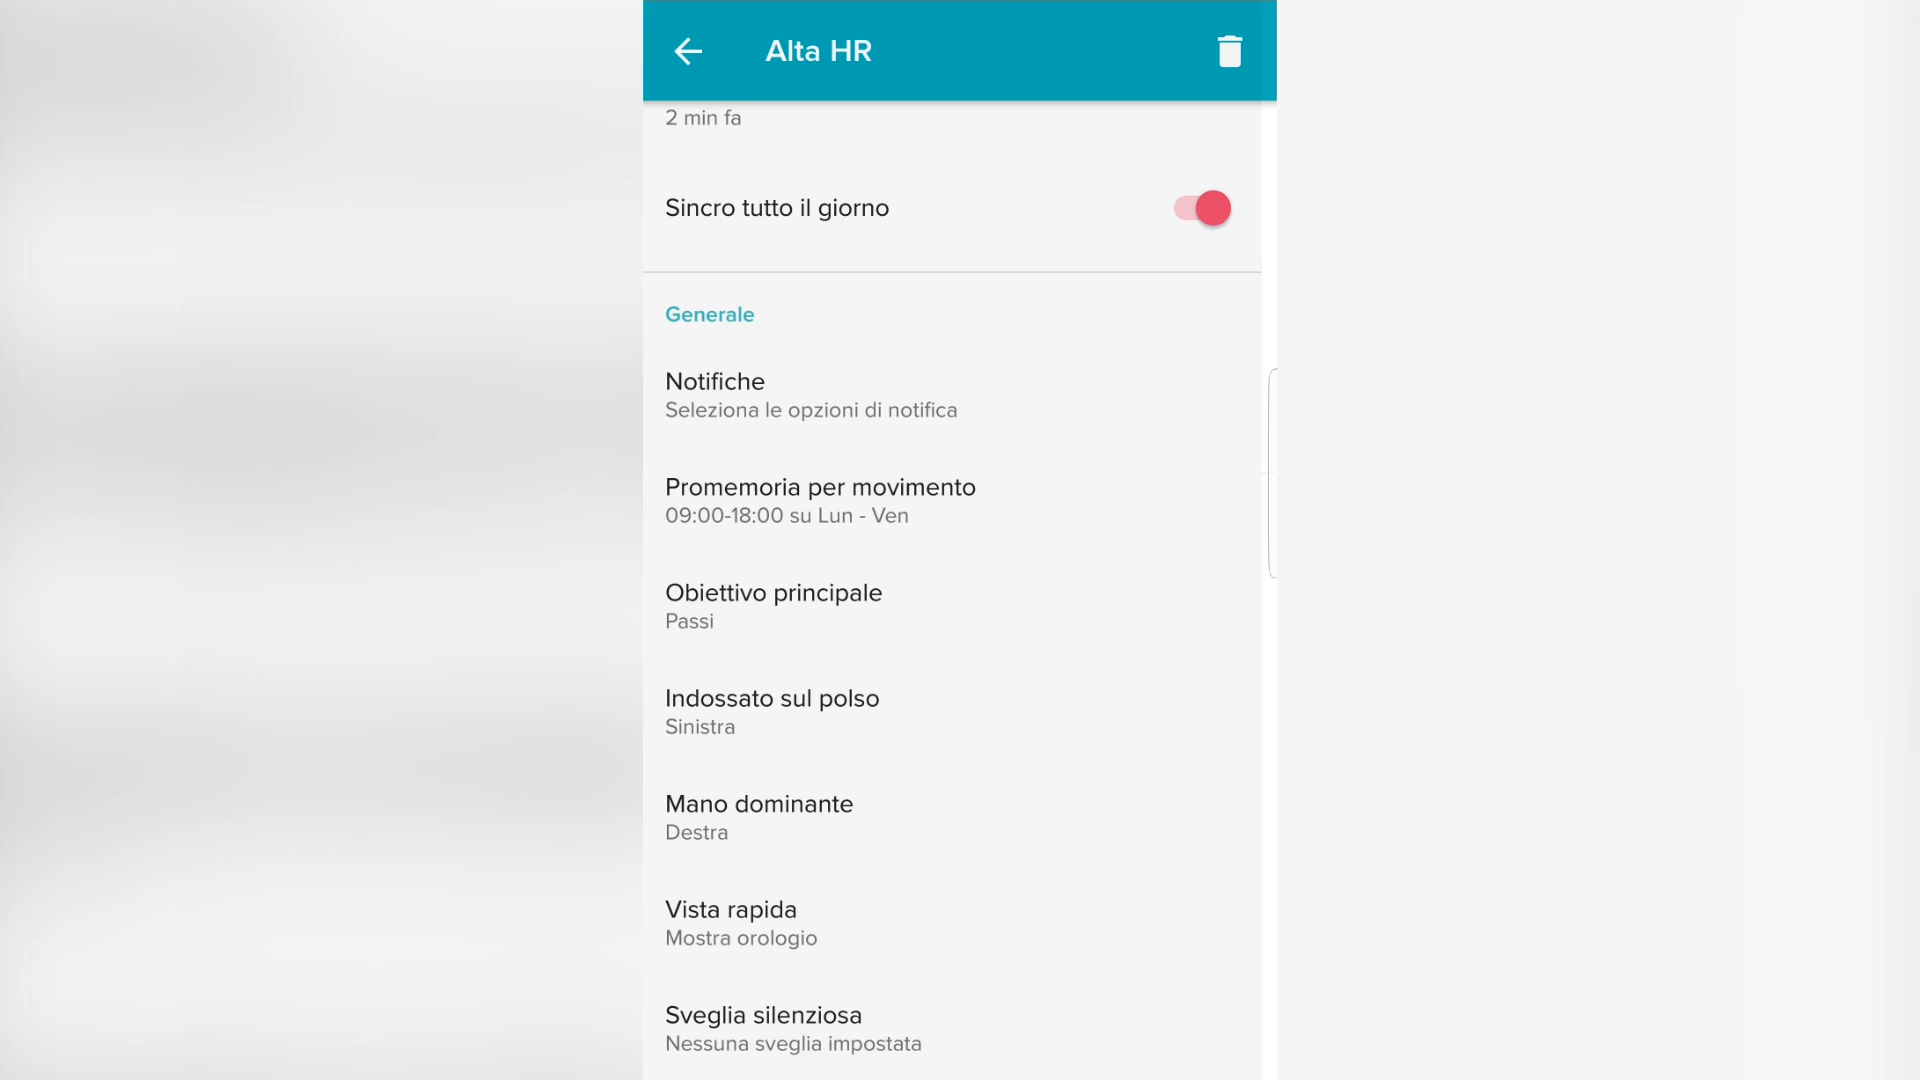 Alta HR
2 min fa
Sincro tutto il giorno
Generale
Notifiche
Seleziona le opzioni di notifica
Promemoria per movimento
09:00-18:00 su Lun - Ven
Obiettivo principale
Passi
Indossato sul polso
Sinistra
Mano dominante
Destra
Vista rapida
Mostra orologio
Sveglia silenziosa
Nessuna sveglia impostata